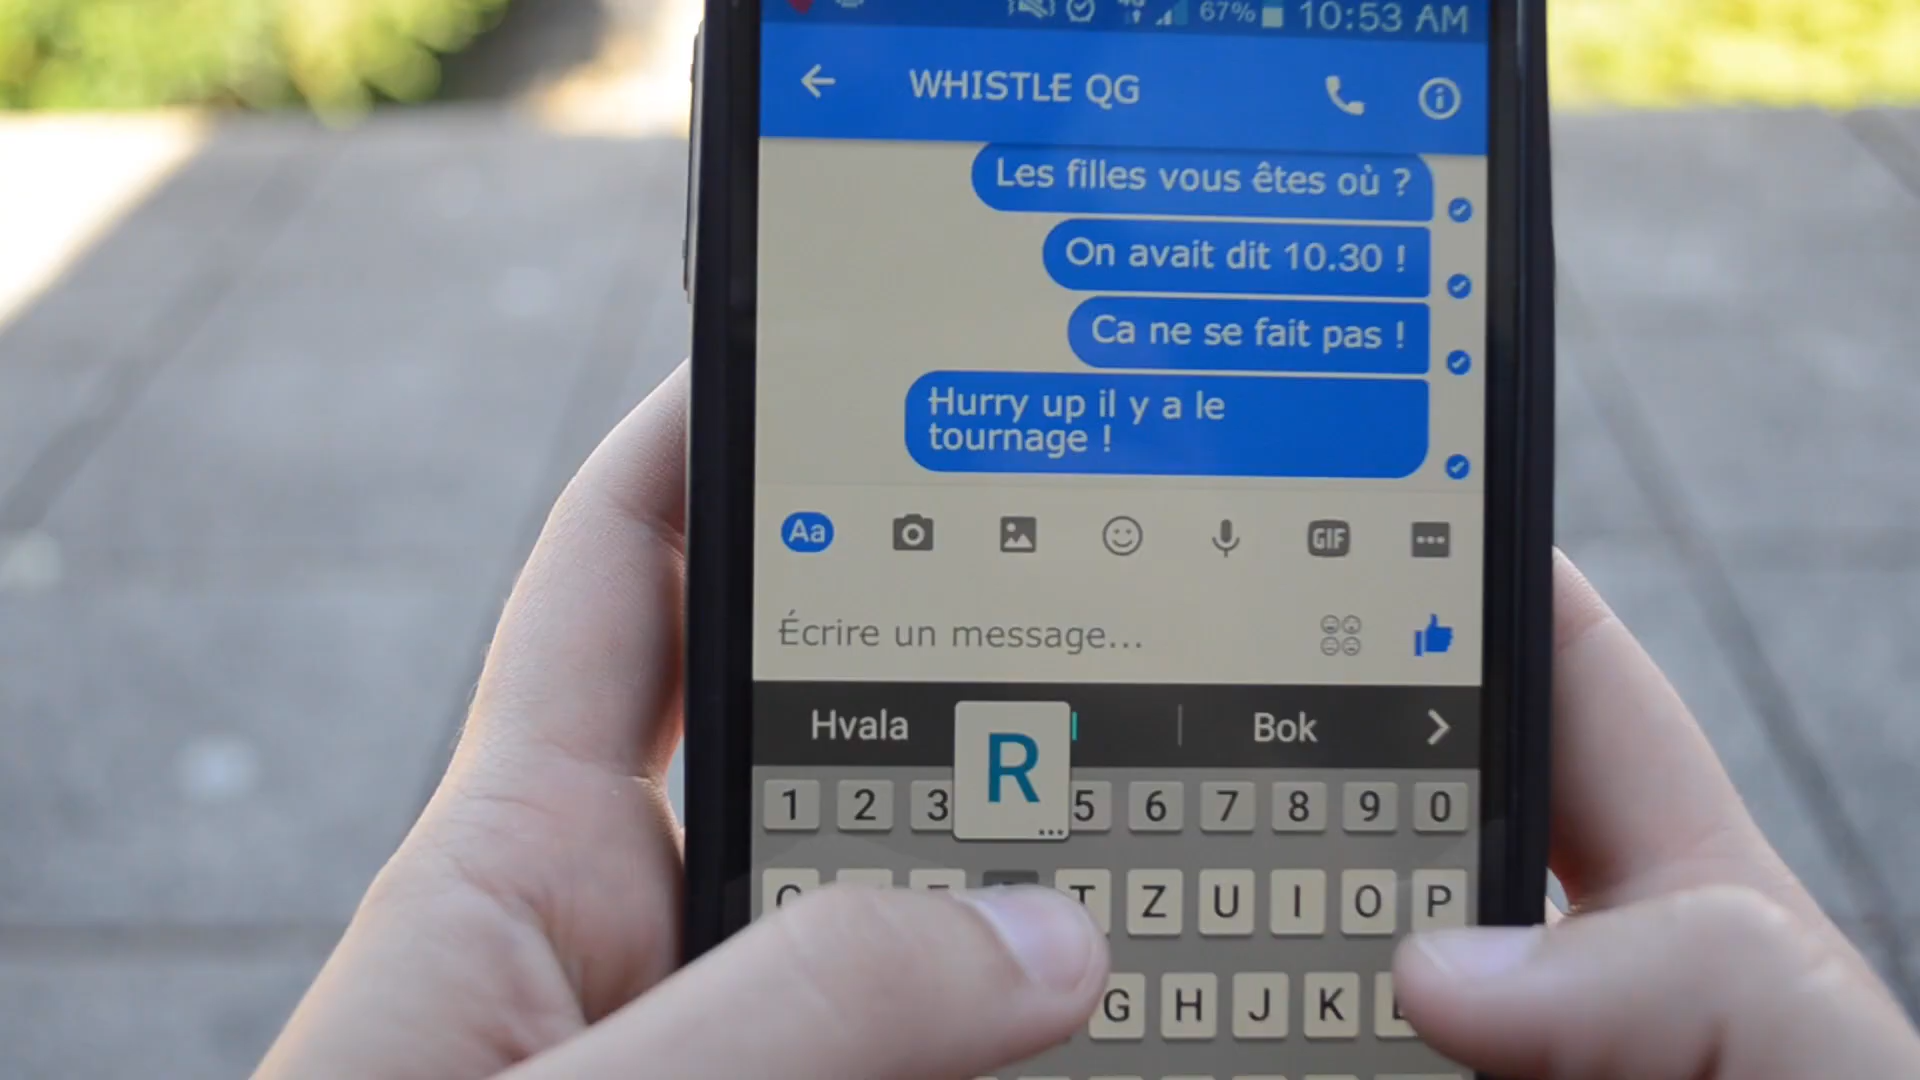 67% 10:53 AM
WHISTLE QG
Les filles vous êtes où ?
On avait dit 10.30 !
Ca ne se fait pas !
Hurry up il y a le
tournage !
Aa GIF
Écrire un message...
Hvala Bok
R
1 2 3 5 6 7 8 9 0
T Z U I O P
G H J K